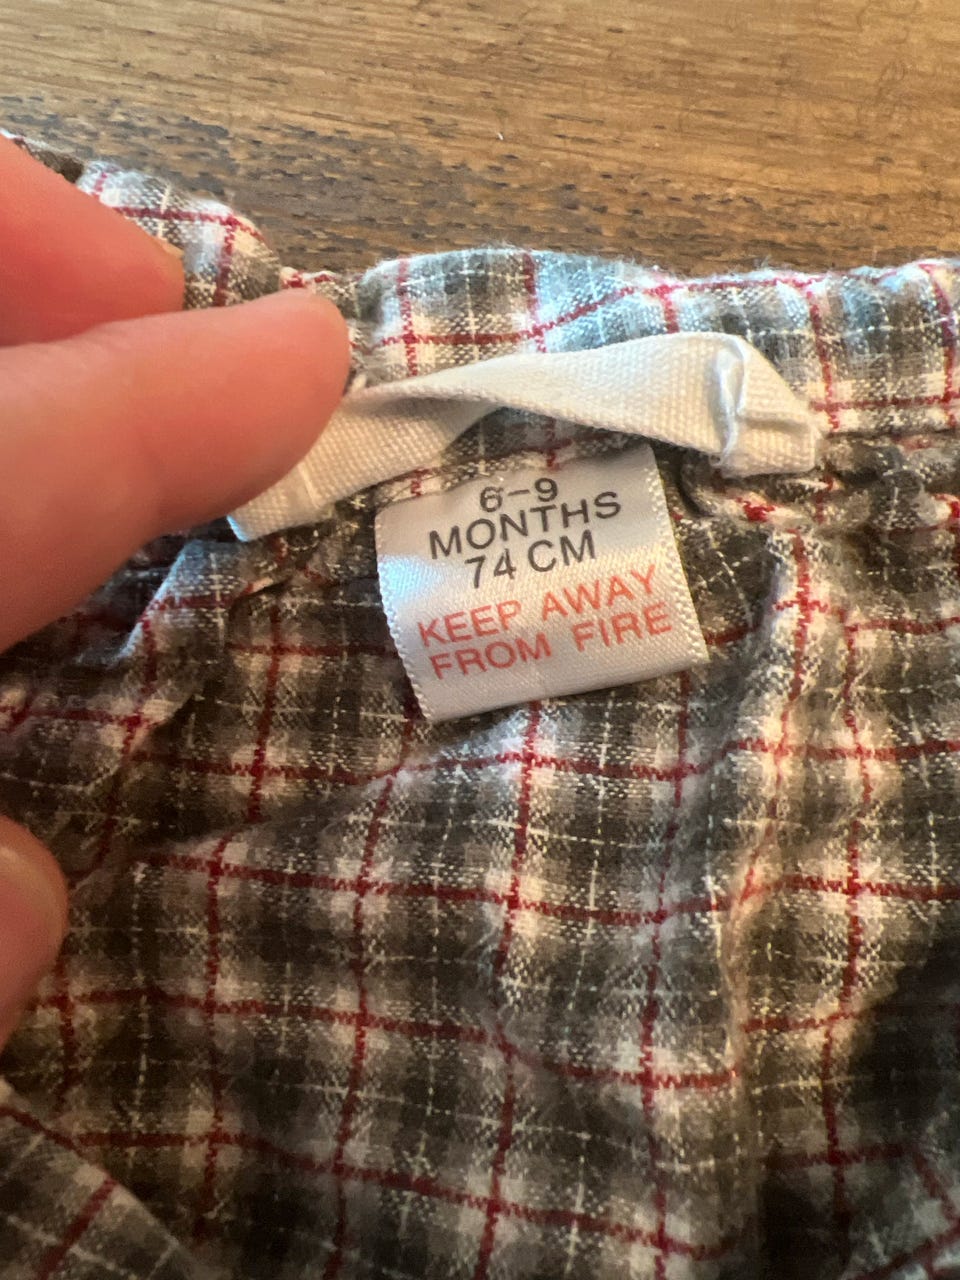 6-9
MONTHS
74 CM
KEEP AWAY
FROM FIRE